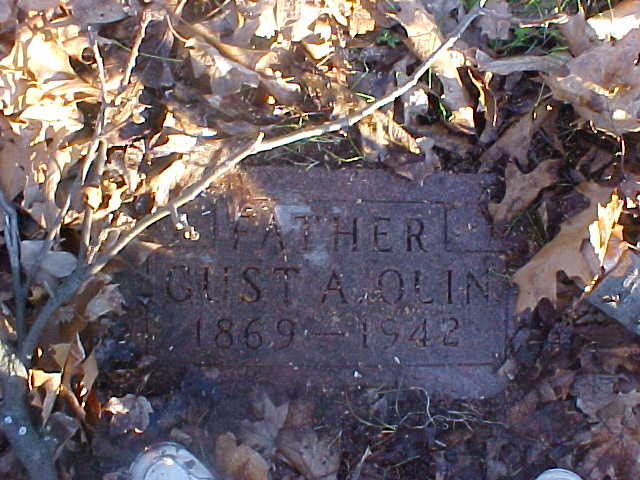 FATHER
GUST A. OLIN
1869 – 1942